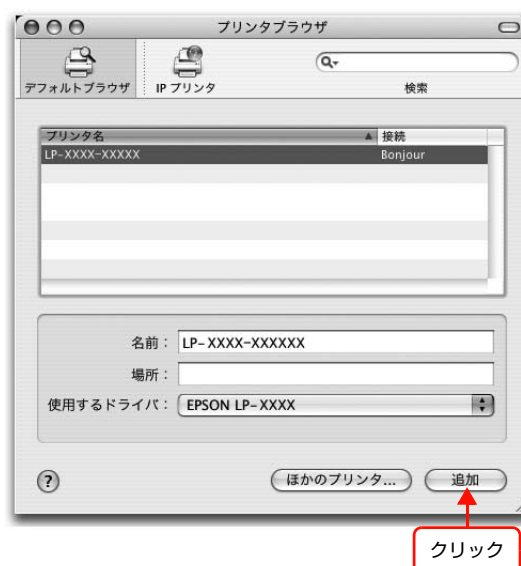 プリンタブラウザ
デフォルトブラウザ
IP プリンタ
検索
プリンタ名 接続
LP-XXXX-XXXXX Bonjour
名前： LP-XXXX-XXXXXX
場所：
使用するドライバ： EPSON LP-XXXX
? ほかのプリンタ... 追加
クリック